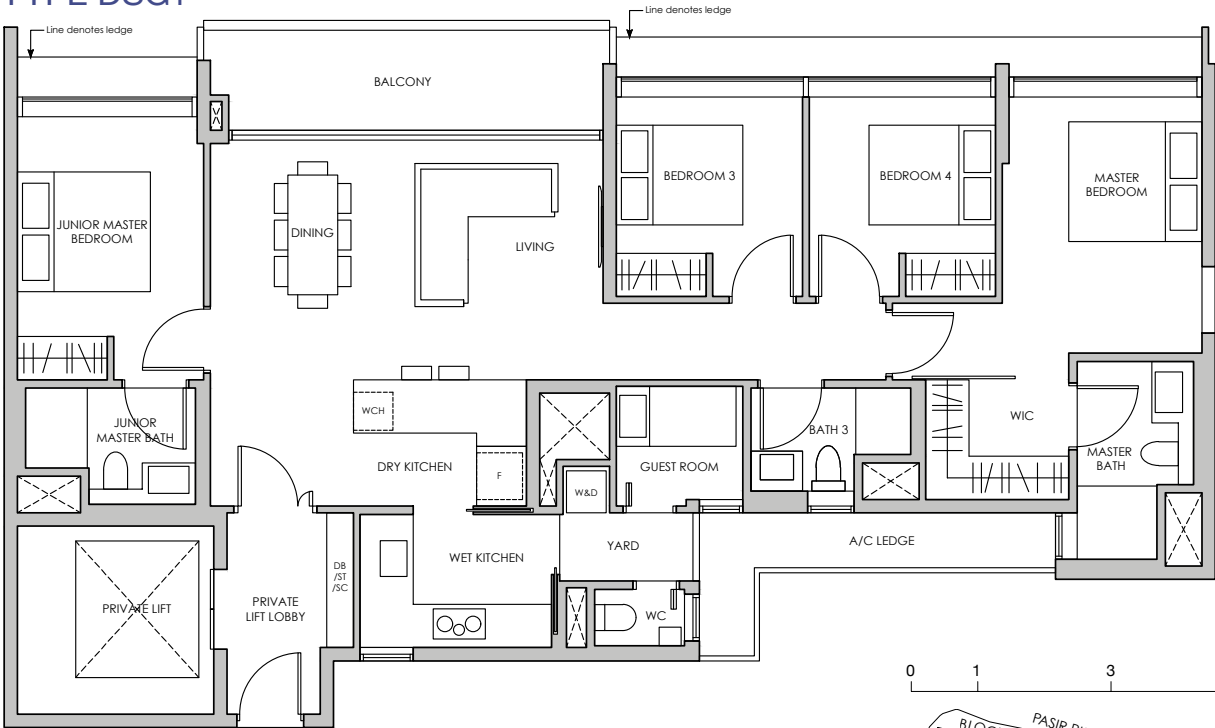 Line denotes ledge
Line denotes ledge
BALCONY
BEDROOM 3
BEDROOM 4
MASTER
BEDROOM
JUNIOR MASTER
BEDROOM
DINING
LIVING
WCH
JUNIOR
MASTER BATH
DRY KITCHEN
F
W&D
GUEST ROOM
BATH 3
WIC
MASTER
BATH
WET KITCHEN
YARD
A/C LEDGE
DB
/ST
/SC
PRIVATE LIFT
PRIVATE
LIFT LOBBY
WC
0 1 3